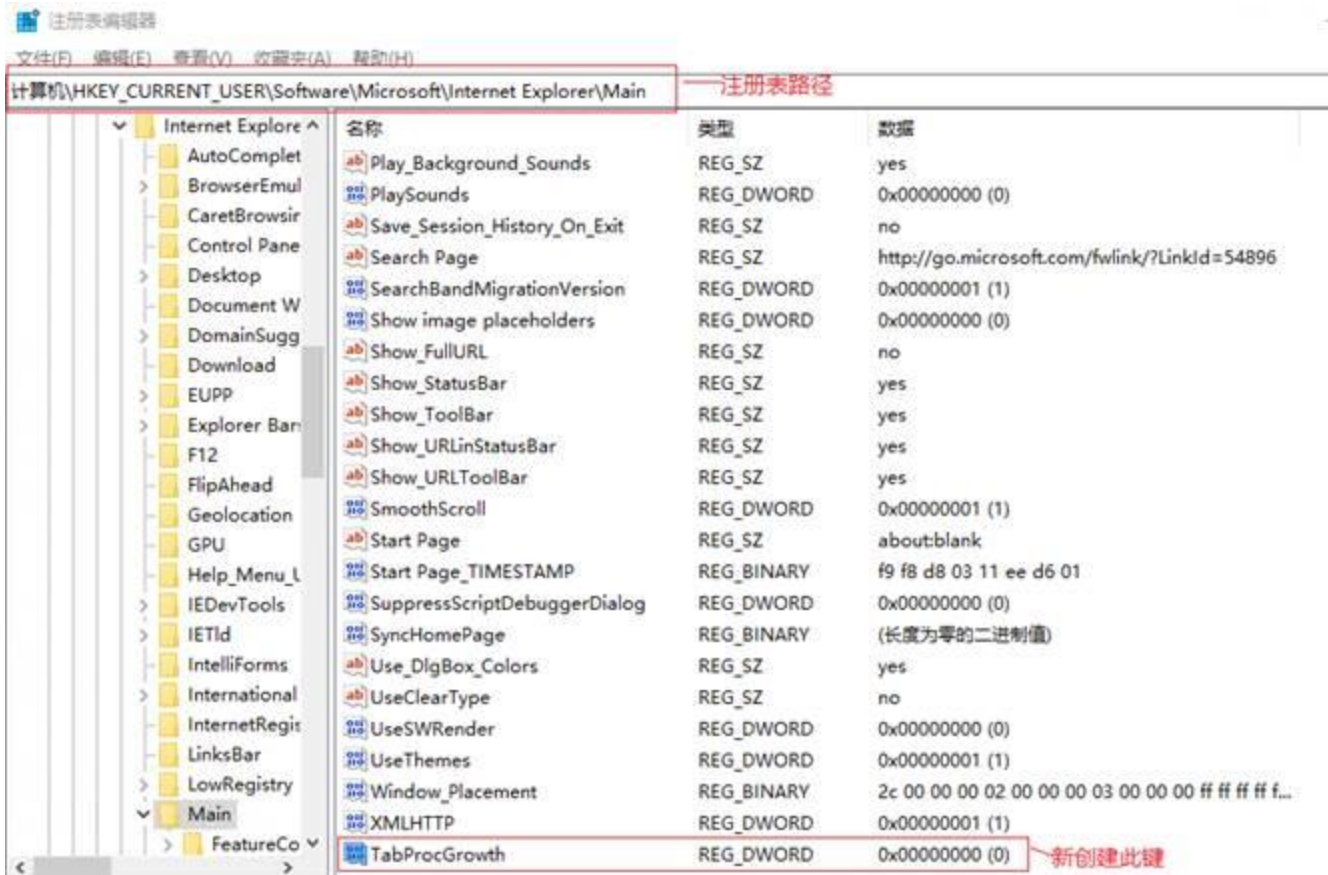 注册表编辑器
文件(F) 编辑(E) 查看(V) 收藏夹(A) 帮助(H)
计算机\HKEY_CURRENT_USER\Software\Microsoft\Internet Explorer\Main
注册表路径
Internet Explore
AutoComplet
BrowserEmul
CaretBrowsir
Control Pane
Desktop
Document W
DomainSugg
Download
EUPP
Explorer Bar
F12
FlipAhead
Geolocation
GPU
Help_Menu_U
IEDevTools
IETld
IntelliForms
International
InternetRegis
LinksBar
LowRegistry
Main
FeatureCo
名称 类型 数据
Play_Background_Sounds REG_SZ yes
PlaySounds REG_DWORD 0x00000000 (0)
Save_Session_History_On_Exit REG_SZ no
Search Page REG_SZ http://go.microsoft.com/fwlink/?LinkId=54896
SearchBandMigrationVersion REG_DWORD 0x00000001 (1)
Show image placeholders REG_DWORD 0x00000000 (0)
Show_FullURL REG_SZ no
Show_StatusBar REG_SZ yes
Show_ToolBar REG_SZ yes
Show_URLinStatusBar REG_SZ yes
Show_URLToolBar REG_SZ yes
SmoothScroll REG_DWORD 0x00000001 (1)
Start Page REG_SZ about:blank
Start Page_TIMESTAMP REG_BINARY f9 f8 d8 03 11 ee d6 01
SuppressScriptDebuggerDialog REG_DWORD 0x00000000 (0)
SyncHomePage REG_BINARY (长度为零的二进制值)
Use_DlgBox_Colors REG_SZ yes
UseClearType REG_SZ no
UseSWRender REG_DWORD 0x00000000 (0)
UseThemes REG_DWORD 0x00000001 (1)
Window_Placement REG_BINARY 2c 00 00 00 02 00 00 00 03 00 00 00 ff ff ff ff f...
XMLHTTP REG_DWORD 0x00000001 (1)
TabProcGrowth REG_DWORD 0x00000000 (0)
新创建此键